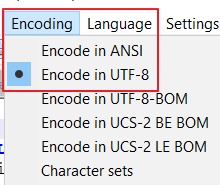 Encoding Language Settings
Encode in ANSI
Encode in UTF-8
Encode in UTF-8-BOM
Encode in UCS-2 BE BOM
Encode in UCS-2 LE BOM
Character sets